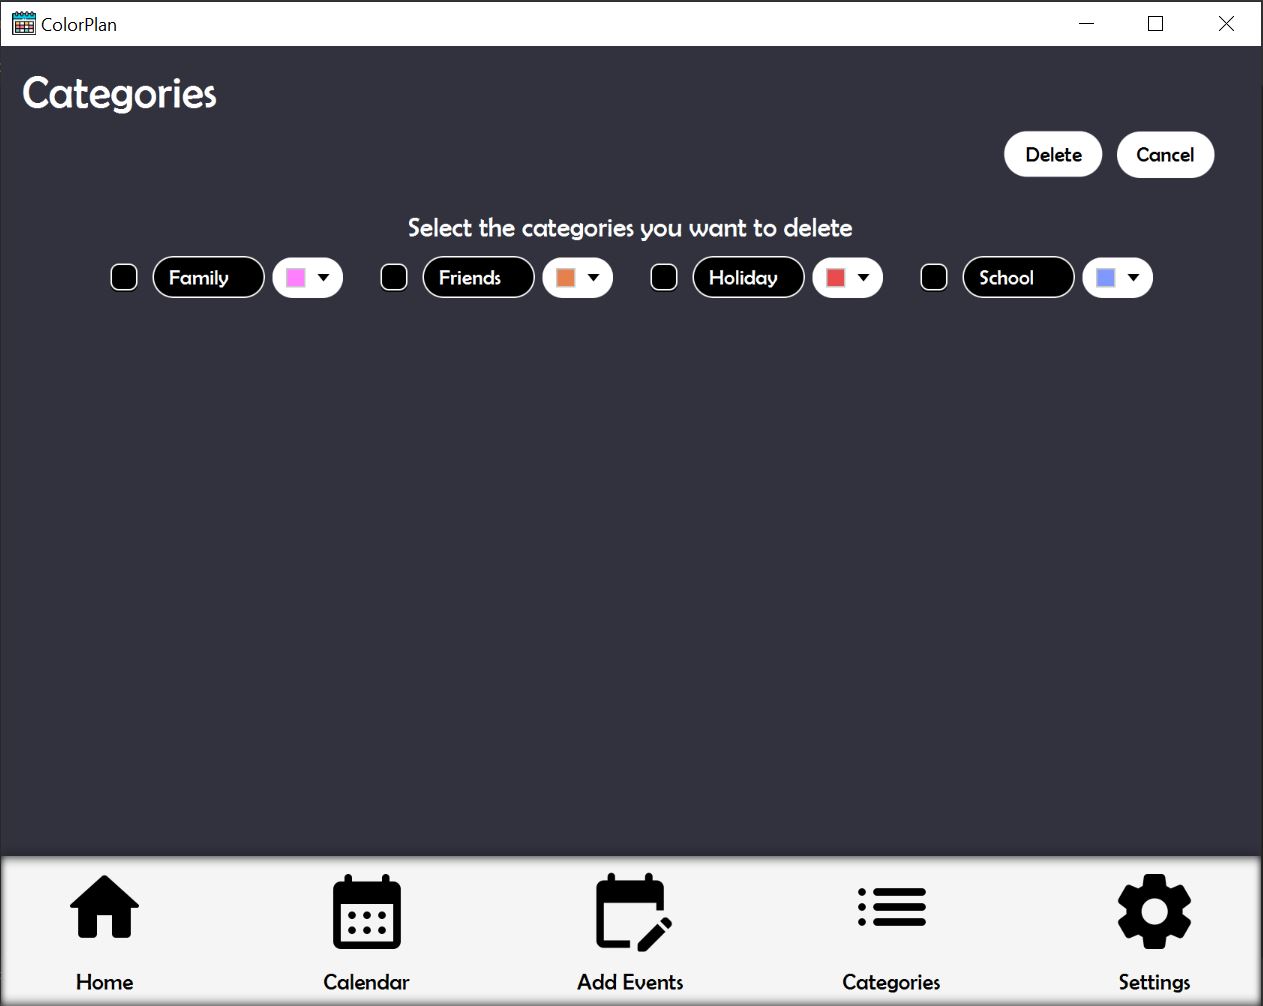 ColorPlan
Categories
Delete Cancel
Select the categories you want to delete
Family Friends Holiday School
Home Calendar Add Events Categories Settings